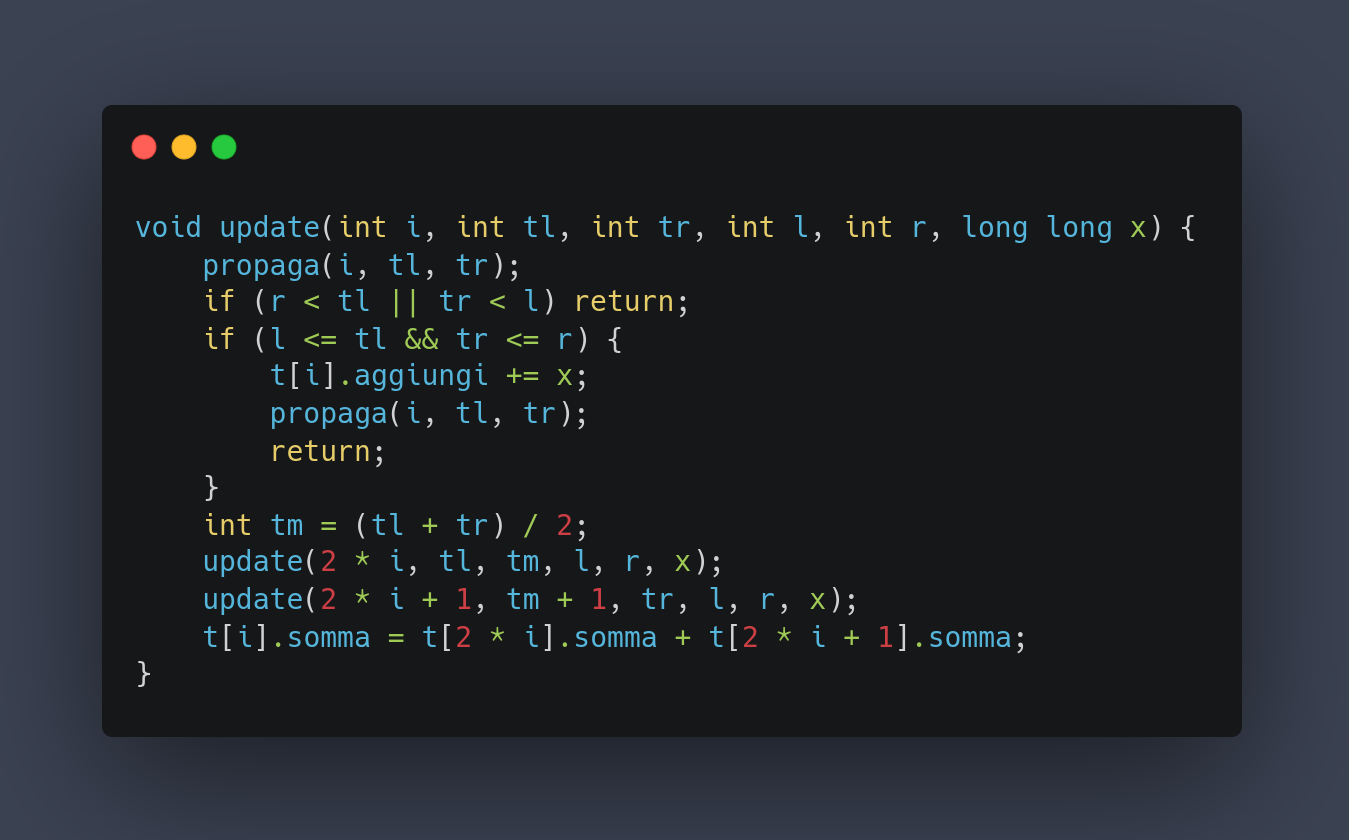 void update(int i, int tl, int tr, int l, int r, long long x) {
    propaga(i, tl, tr);
    if (r < tl || tr < l) return;
    if (l <= tl && tr <= r) {
        t[i].aggiungi += x;
        propaga(i, tl, tr);
        return;
    }
    int tm = (tl + tr) / 2;
    update(2 * i, tl, tm, l, r, x);
    update(2 * i + 1, tm + 1, tr, l, r, x);
    t[i].somma = t[2 * i].somma + t[2 * i + 1].somma;
}